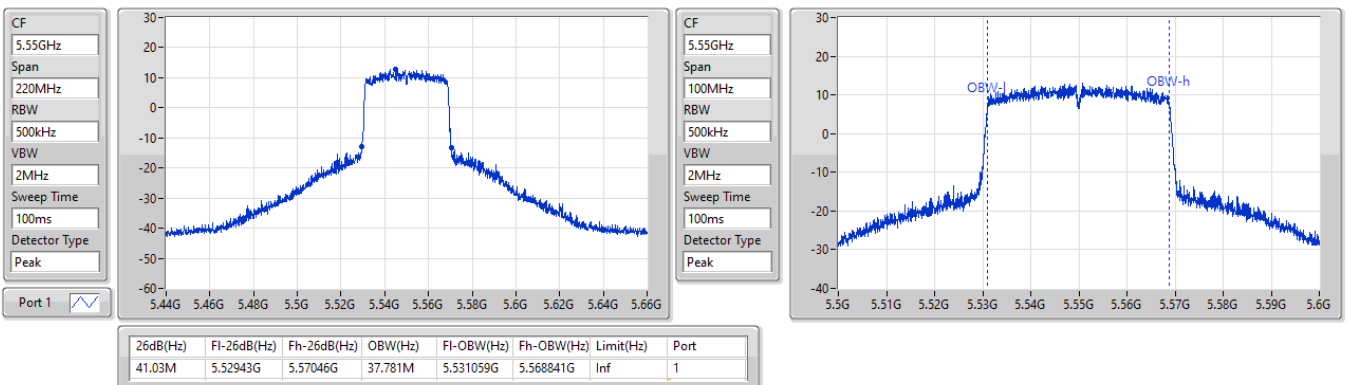 CF
5.55GHz
Span
220MHz
RBW
500kHz
VBW
2MHz
Sweep Time
100ms
Detector Type
Peak
Port 1
30
20
10
0
-10
-20
-30
-40
-50
-60
5.44G 5.46G 5.48G 5.5G 5.52G 5.54G 5.56G 5.58G 5.6G 5.62G 5.64G 5.66G
CF
5.55GHz
Span
100MHz
RBW
500kHz
VBW
2MHz
Sweep Time
100ms
Detector Type
Peak
30
20
10
0
-10
-20
-30
-40
OBW-l
OBW-h
5.5G 5.51G 5.52G 5.53G 5.54G 5.55G 5.56G 5.57G 5.58G 5.59G 5.6G
26dB(Hz) Fl-26dB(Hz) Fh-26dB(Hz) OBW(Hz) Fl-OBW(Hz) Fh-OBW(Hz) Limit(Hz) Port
41.03M 5.52943G 5.57046G 37.781M 5.531059G 5.568841G Inf 1